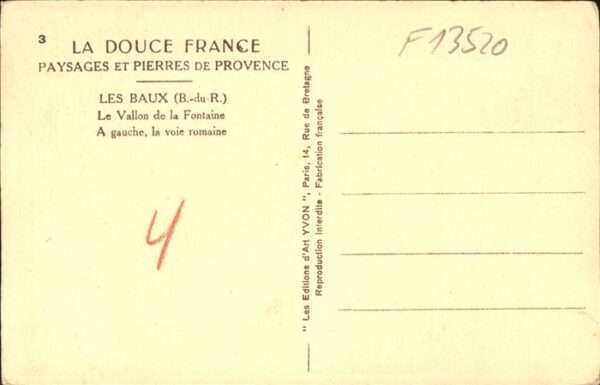 3
LA DOUCE FRANCE
PAYSAGES ET PIERRES DE PROVENCE
LES BAUX (B.-du-R.)
Le Vallon de la Fontaine
A gauche, la voie romaine
4
" Les Editions d'Art YVON ", Paris, 14, Rue de Bretagne
Reproduction Interdite - Fabrication française
F13520